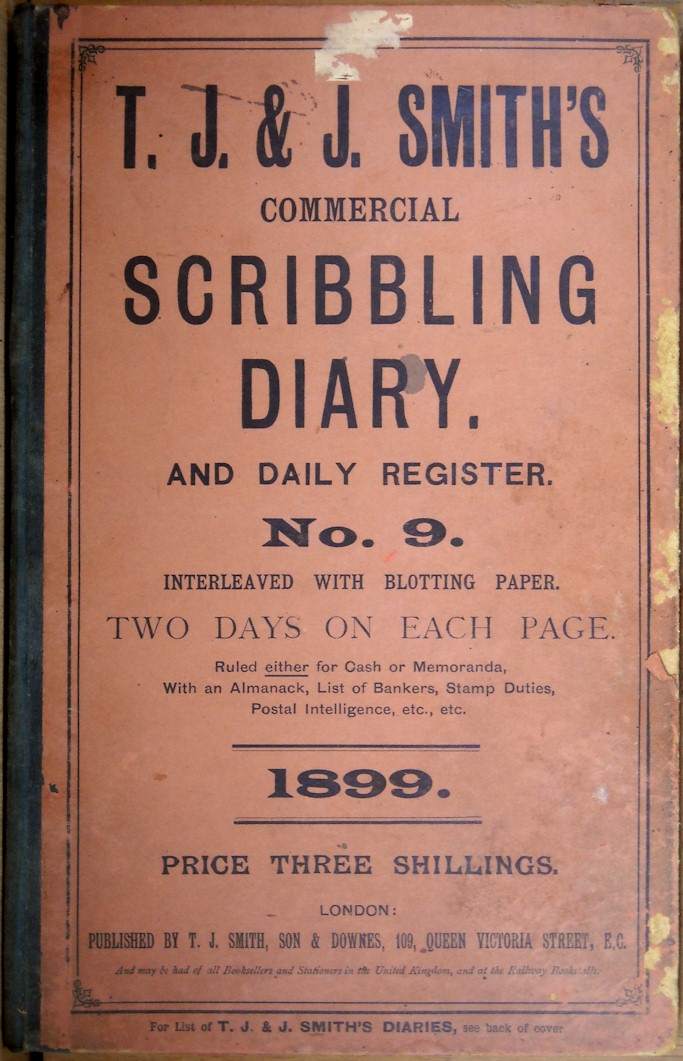 T. J. & J. SMITH'S
COMMERCIAL
SCRIBBLING
DIARY.
AND DAILY REGISTER.
No. 9.
INTERLEAVED WITH BLOTTING PAPER.
TWO DAYS ON EACH PAGE.
Ruled either for Cash or Memoranda,
With an Almanack, List of Bankers, Stamp Duties,
Postal Intelligence, etc., etc.
1899.
PRICE THREE SHILLINGS.
LONDON:
PUBLISHED BY T. J. SMITH, SON & DOWNES, 109, QUEEN VICTORIA STREET, E.C.
And may be had of all Booksellers and Stationers in the United Kingdom, and at the Railway Bookstalls.
For List of T. J. & J. SMITH'S DIARIES, see back of cover